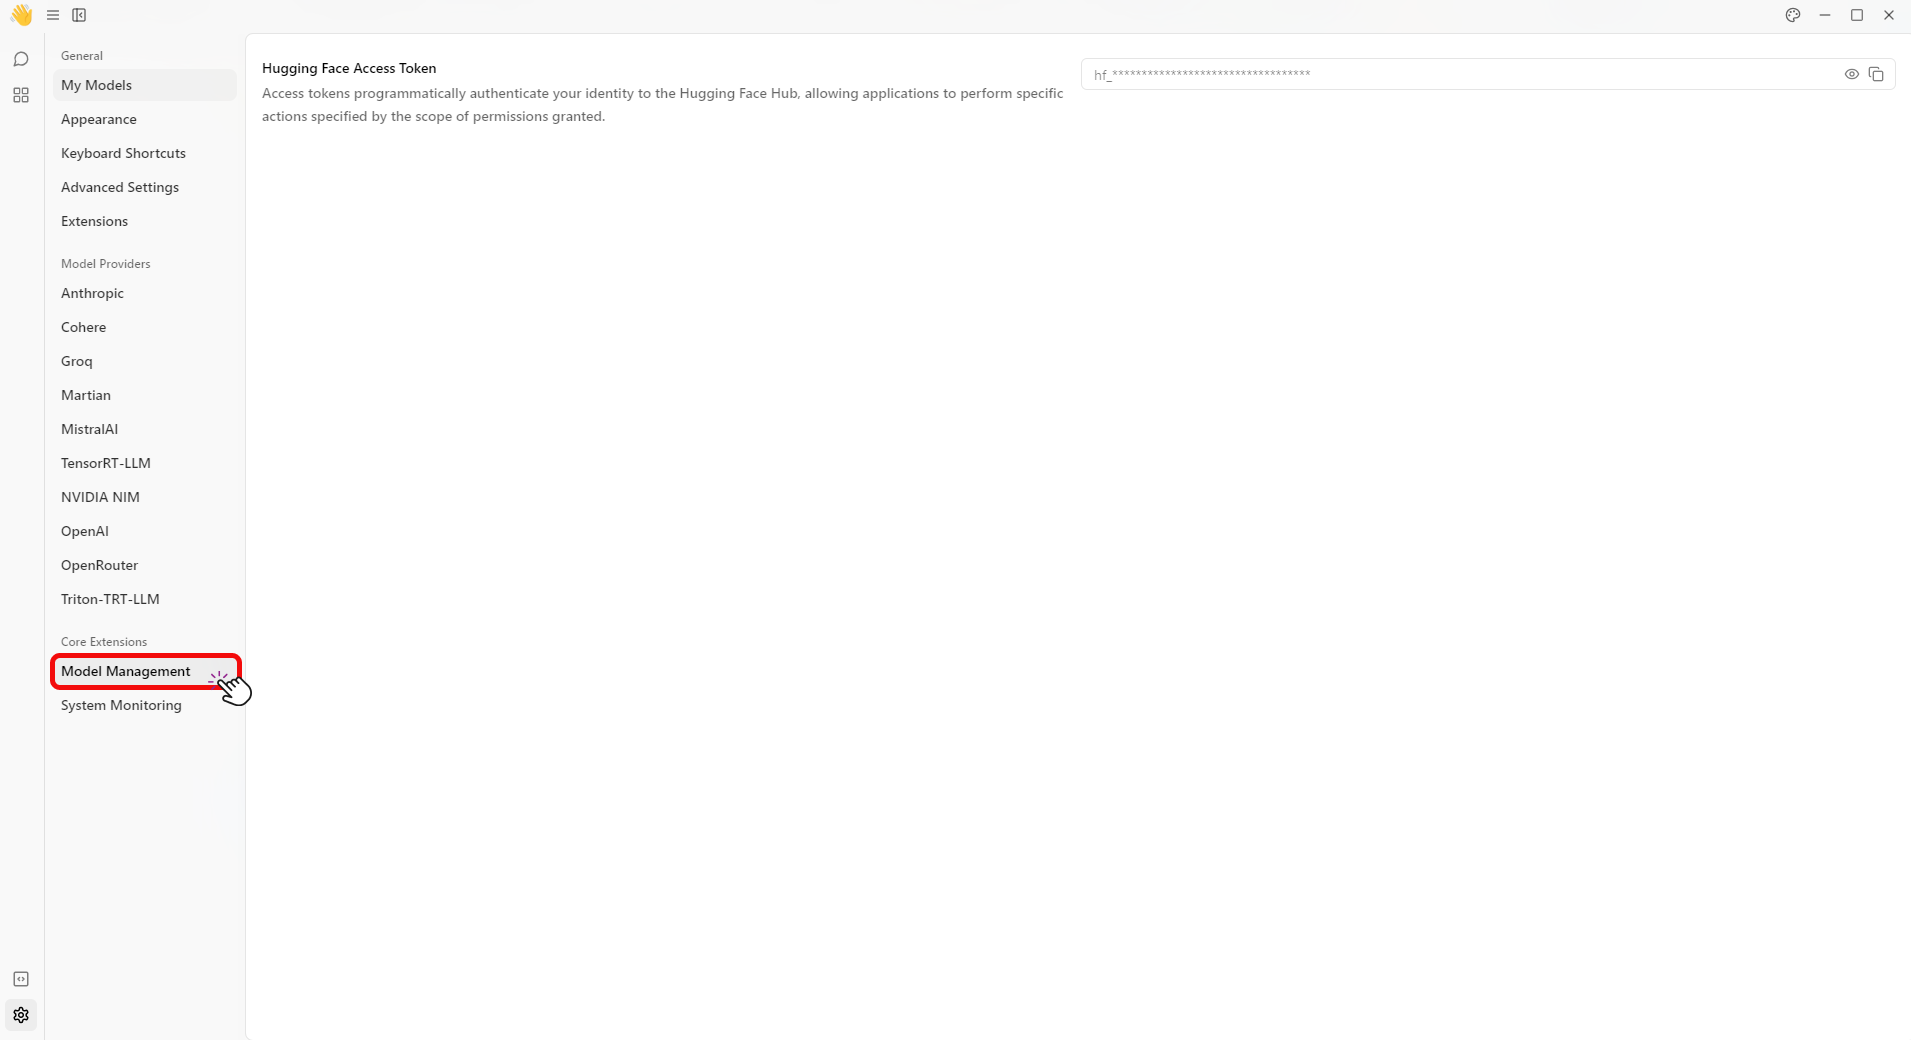 General
My Models
Appearance
Keyboard Shortcuts
Advanced Settings
Extensions
Model Providers
Anthropic
Cohere
Groq
Martian
MistralAI
TensorRT-LLM
NVIDIA NIM
OpenAI
OpenRouter
Triton-TRT-LLM
Core Extensions
Model Management
System Monitoring
Hugging Face Access Token
Access tokens programmatically authenticate your identity to the Hugging Face Hub, allowing applications to perform specific
actions specified by the scope of permissions granted.
hf_**********************************